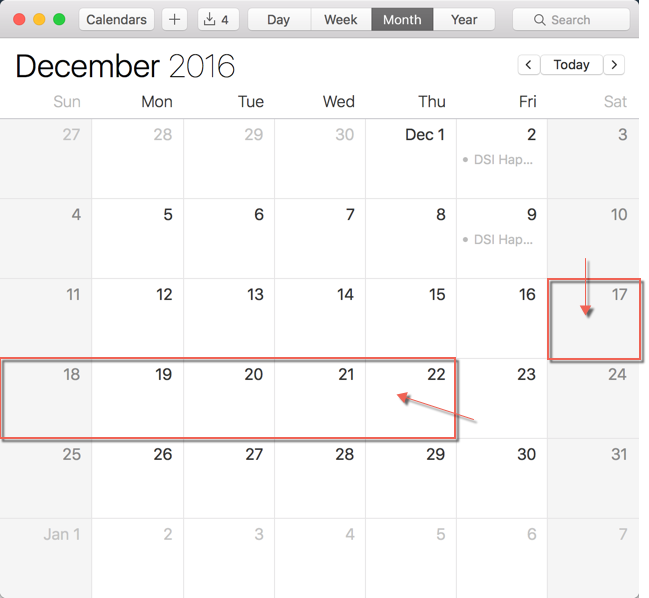 Calendars + 4 Day Week Month Year Search
December 2016 < Today >
Sun Mon Tue Wed Thu Fri Sat
27 28 29 30 Dec 1 2 3
• DSI Hap...
4 5 6 7 8 9 10
• DSI Hap...
11 12 13 14 15 16 17
18 19 20 21 22 23 24
25 26 27 28 29 30 31
Jan 1 2 3 4 5 6 7